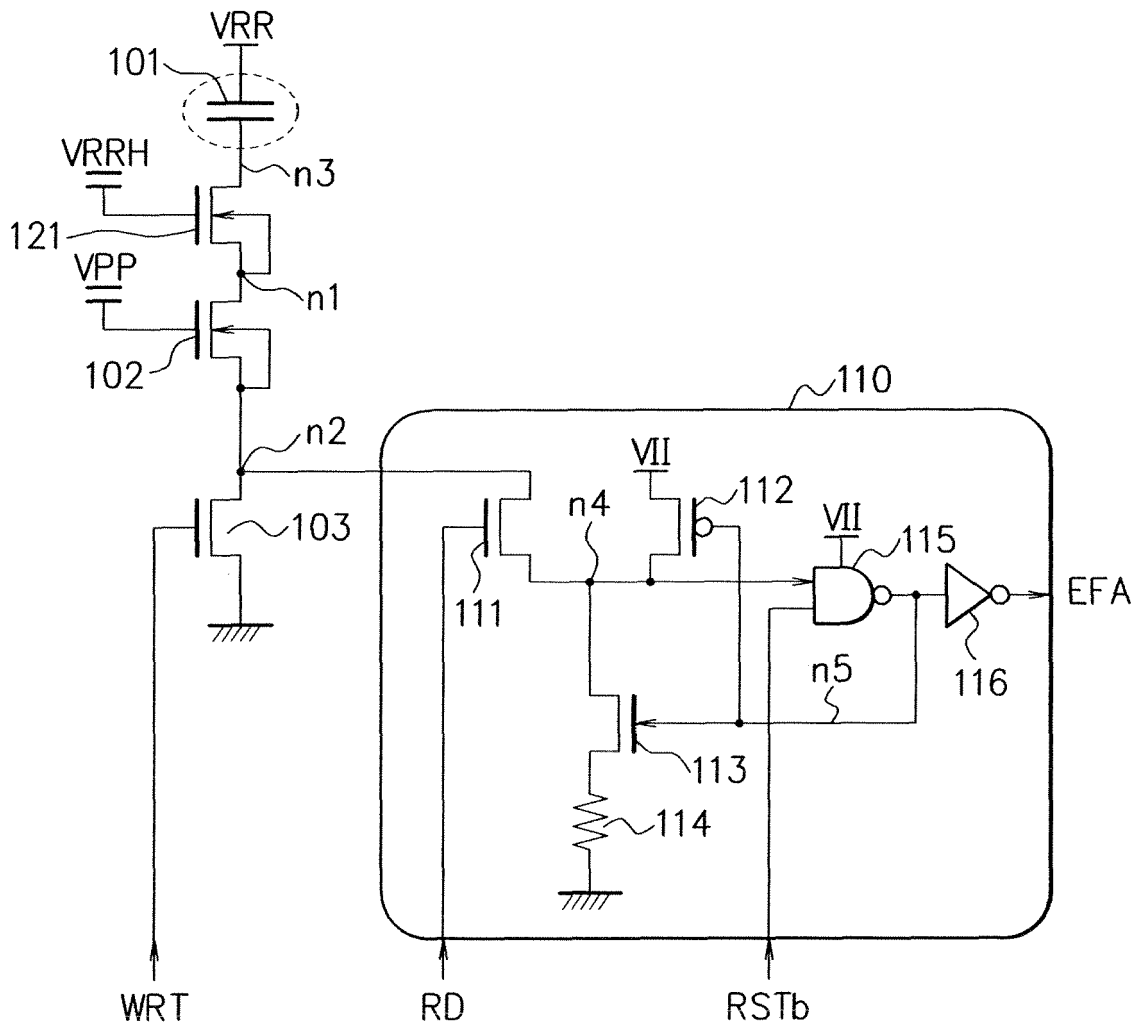 VRR
101
VRRH
n3
121
VPP
n1
102
110
n2
VII
112
n4
VII
103
115
111
EFA
n5
116
113
114
WRT
RD
RSTb